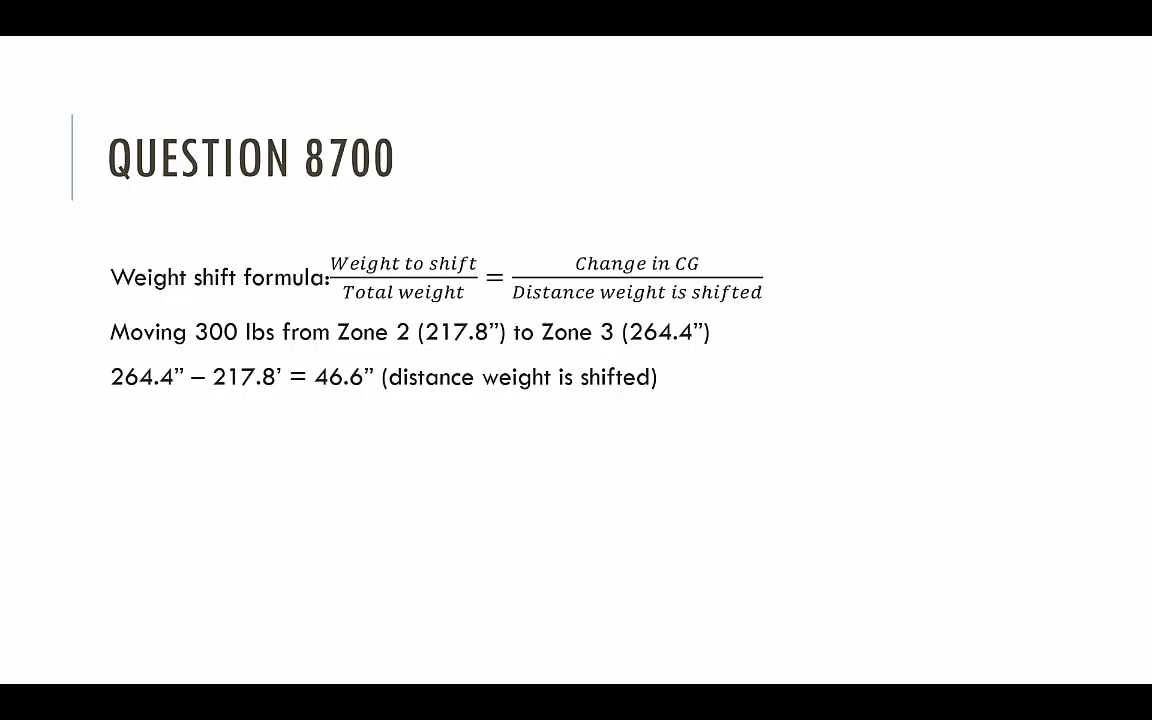 QUESTION 8700
Weight shift formula: Weight to shift / Total weight = Change in CG / Distance weight is shifted
Moving 300 lbs from Zone 2 (217.8”) to Zone 3 (264.4”)
264.4” – 217.8’ = 46.6” (distance weight is shifted)